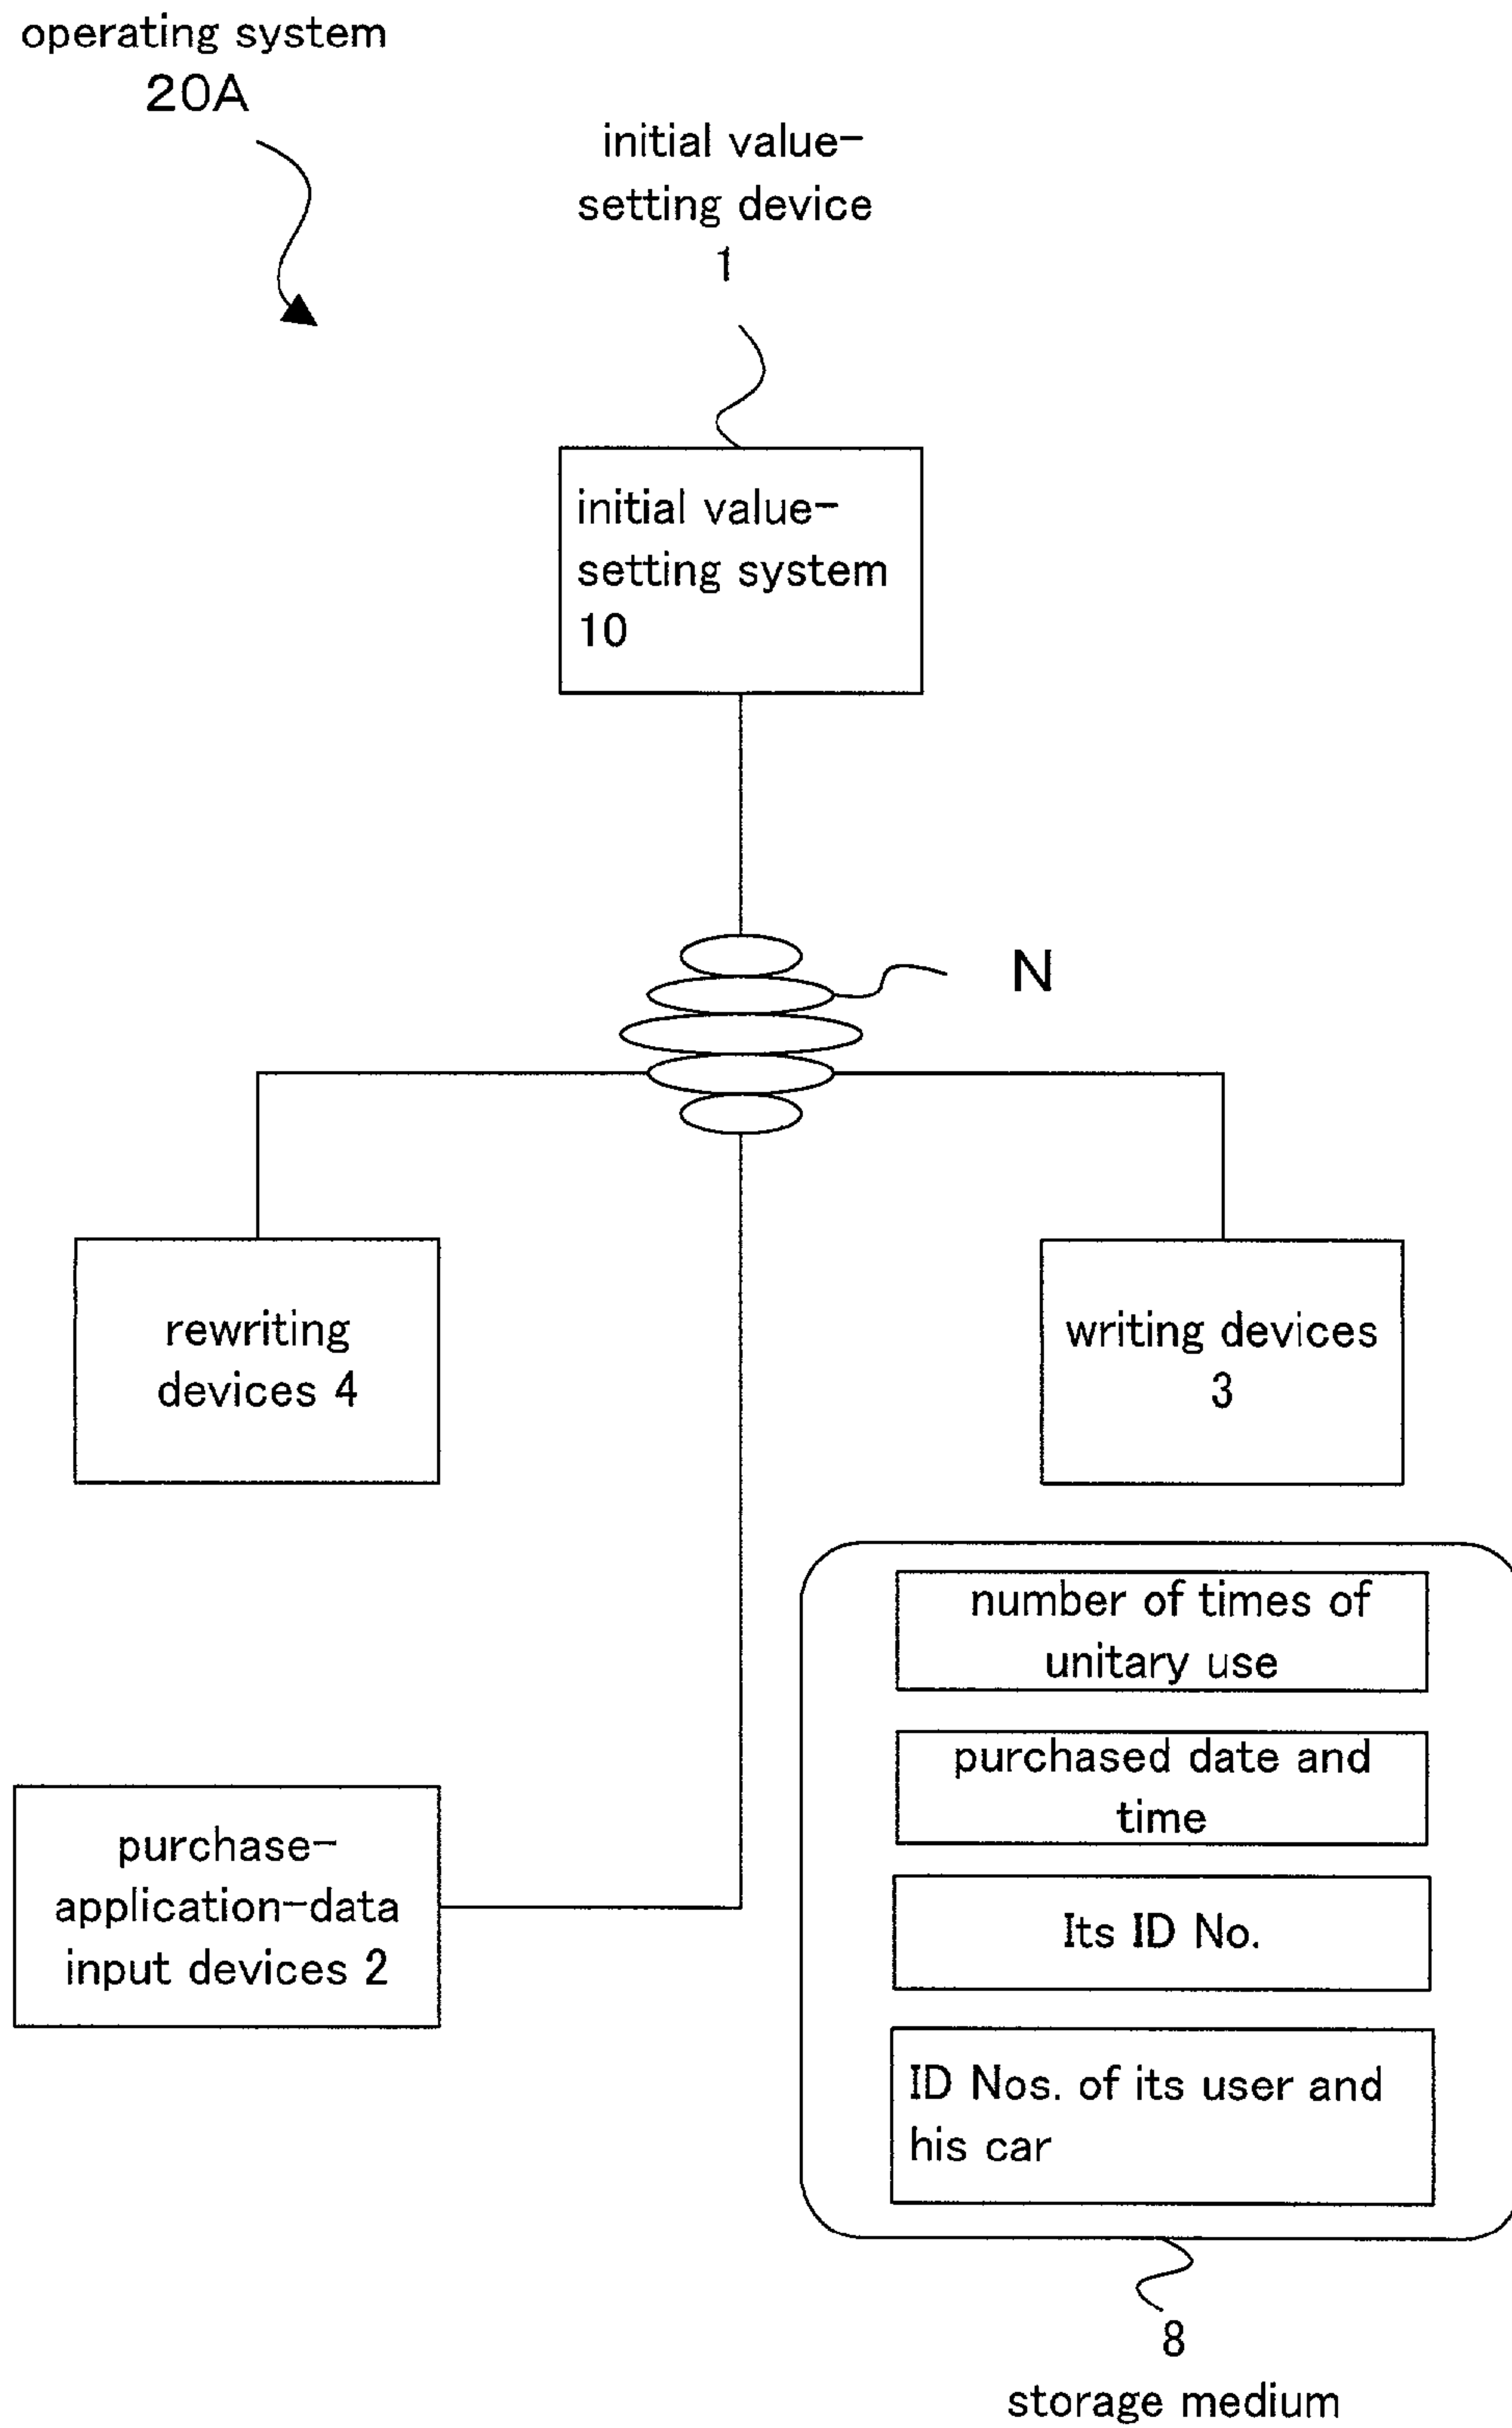 operating system
20A
initial value-
setting device
1
initial value-
setting system
10
N
rewriting
devices 4
writing devices
3
number of times of
unitary use
purchased date and
time
Its ID No.
ID Nos. of its user and
his car
purchase-
application-data
input devices 2
8
storage medium